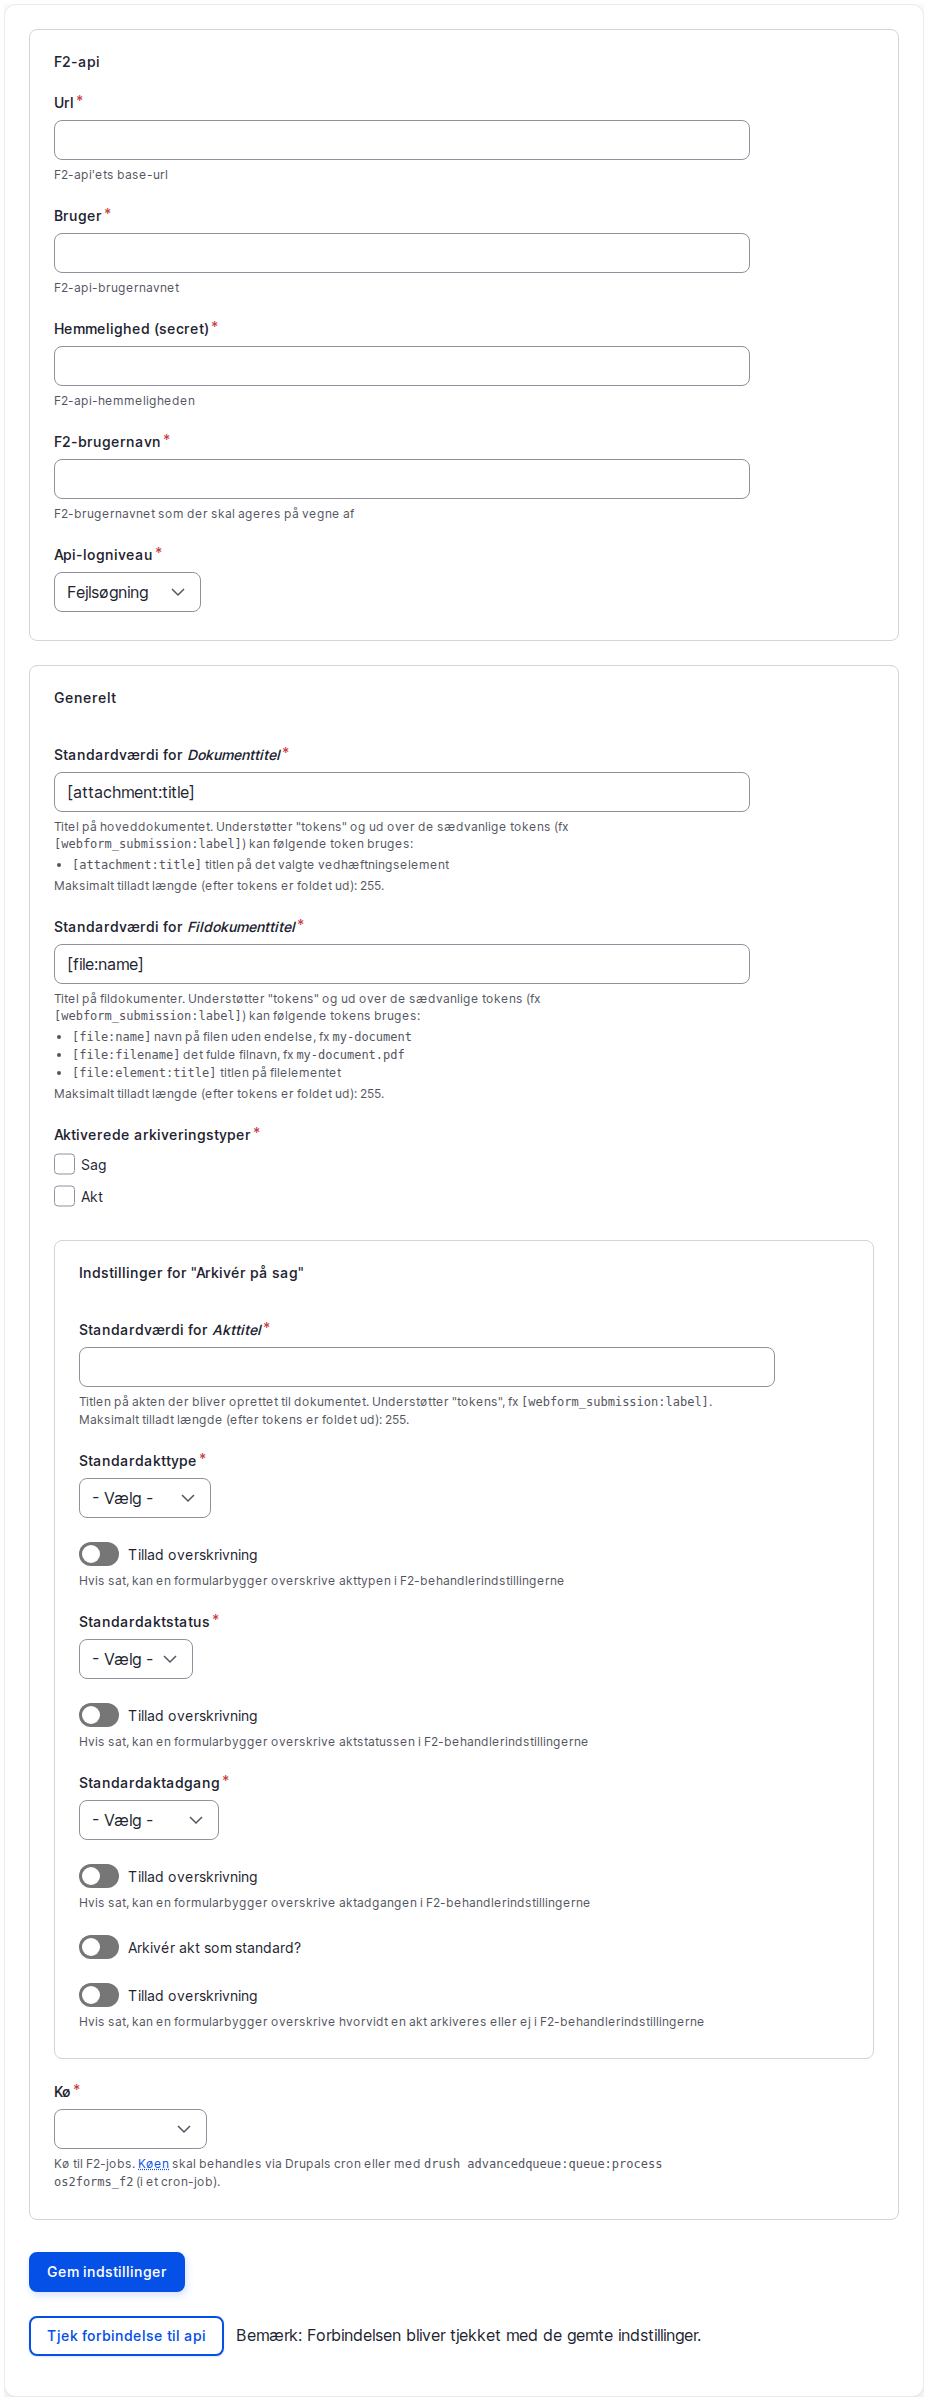 F2-api
Url*
F2-api'ets base-url
Bruger*
F2-api-brugernavnet
Hemmelighed (secret)*
F2-api-hemmeligheden
F2-brugernavn*
F2-brugernavnet som der skal ageres på vegne af
Api-logniveau*
Fejlsøgning
Generelt
Standardværdi for Dokumenttitel*
[attachment:title]
Titel på hoveddokumentet. Understøtter "tokens" og ud over de sædvanlige tokens (fx
[webform_submission:label]) kan følgende token bruges:
• [attachment:title] titlen på det valgte vedhæftningselement
Maksimalt tilladt længde (efter tokens er foldet ud): 255.
Standardværdi for Fildokumenttitel*
[file:name]
Titel på fildokumenter. Understøtter "tokens" og ud over de sædvanlige tokens (fx
[webform_submission:label]) kan følgende tokens bruges:
• [file:name] navn på filen uden endelse, fx my-document
• [file:filename] det fulde filnavn, fx my-document.pdf
• [file:element:title] titlen på filelementet
Maksimalt tilladt længde (efter tokens er foldet ud): 255.
Aktiverede arkiveringstyper*
Sag
Akt
Indstillinger for "Arkivér på sag"
Standardværdi for Akttitel*
Titlen på akten der bliver oprettet til dokumentet. Understøtter "tokens", fx [webform_submission:label].
Maksimalt tilladt længde (efter tokens er foldet ud): 255.
Standardakttype*
- Vælg -
Tillad overskrivning
Hvis sat, kan en formularbygger overskrive akttypen i F2-behandlerindstillingerne
Standardaktstatus*
- Vælg -
Tillad overskrivning
Hvis sat, kan en formularbygger overskrive aktstatussen i F2-behandlerindstillingerne
Standardaktadgang*
- Vælg -
Tillad overskrivning
Hvis sat, kan en formularbygger overskrive aktadgangen i F2-behandlerindstillingerne
Arkivér akt som standard?
Tillad overskrivning
Hvis sat, kan en formularbygger overskrive hvorvidt en akt arkiveres eller ej i F2-behandlerindstillingerne
Kø*
Kø til F2-jobs. Køen skal behandles via Drupals cron eller med drush advancedqueue:queue:process
os2forms_f2 (i et cron-job).
Gem indstillinger
Tjek forbindelse til api Bemærk: Forbindelsen bliver tjekket med de gemte indstillinger.